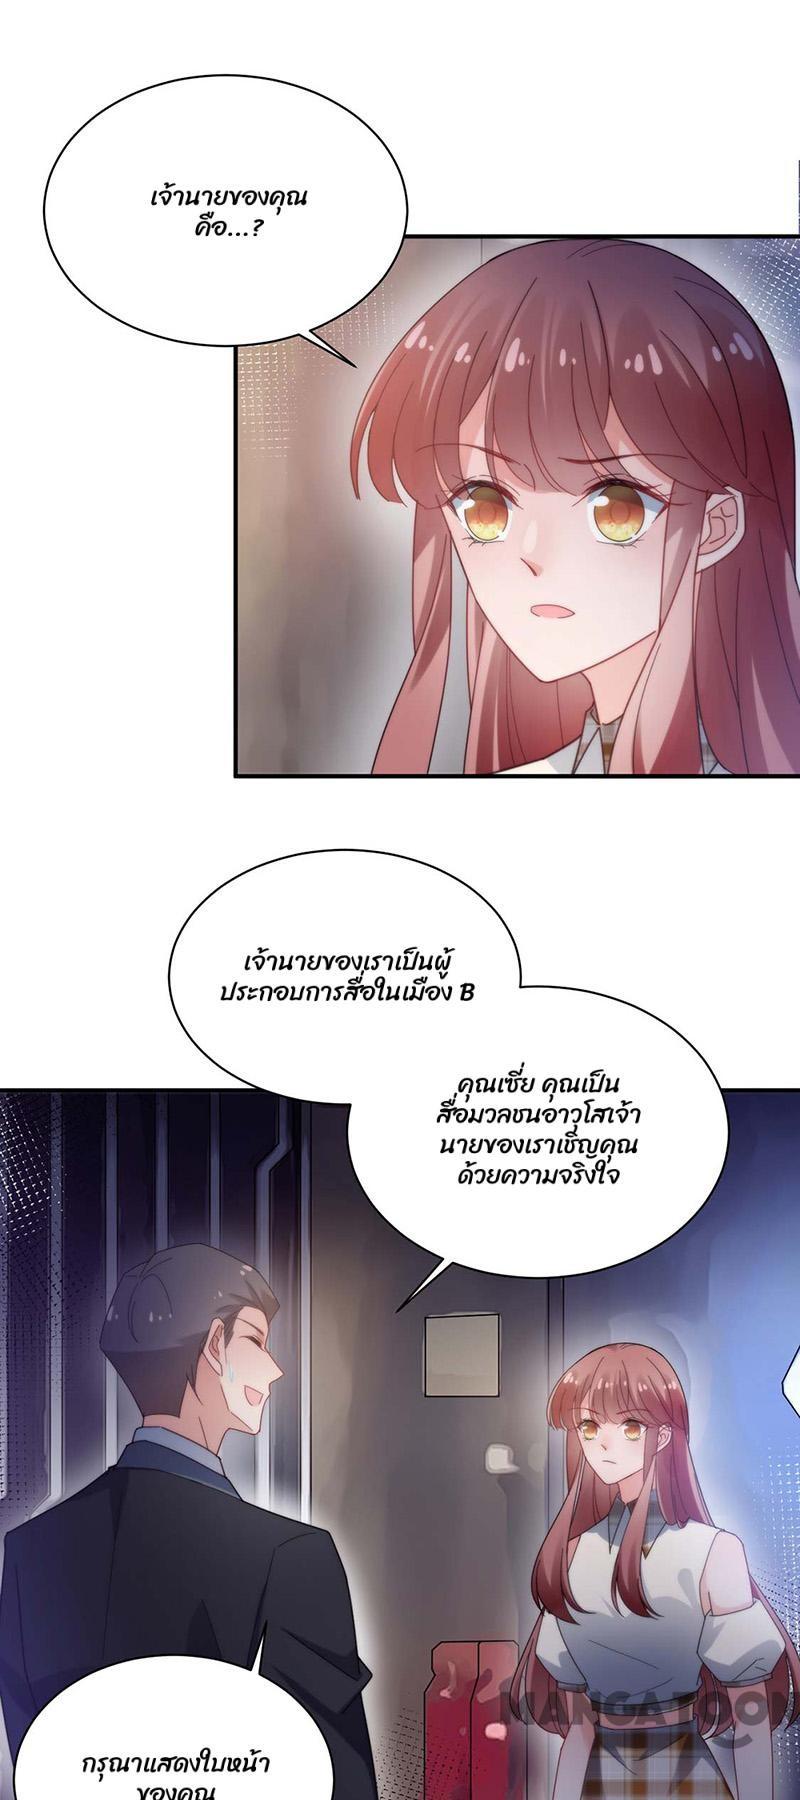 เจ้านายของคุณ
คือ...?
เจ้านายของเราเป็นผู้
ประกอบการสื่อในเมือง B
คุณเซี่ย คุณเป็น
สื่อมวลชนอาวุโสเจ้า
นายของเราเชิญคุณ
ด้วยความจริงใจ
MANGATOON
กรุณาแสดงใบหน้า
ของคุณ